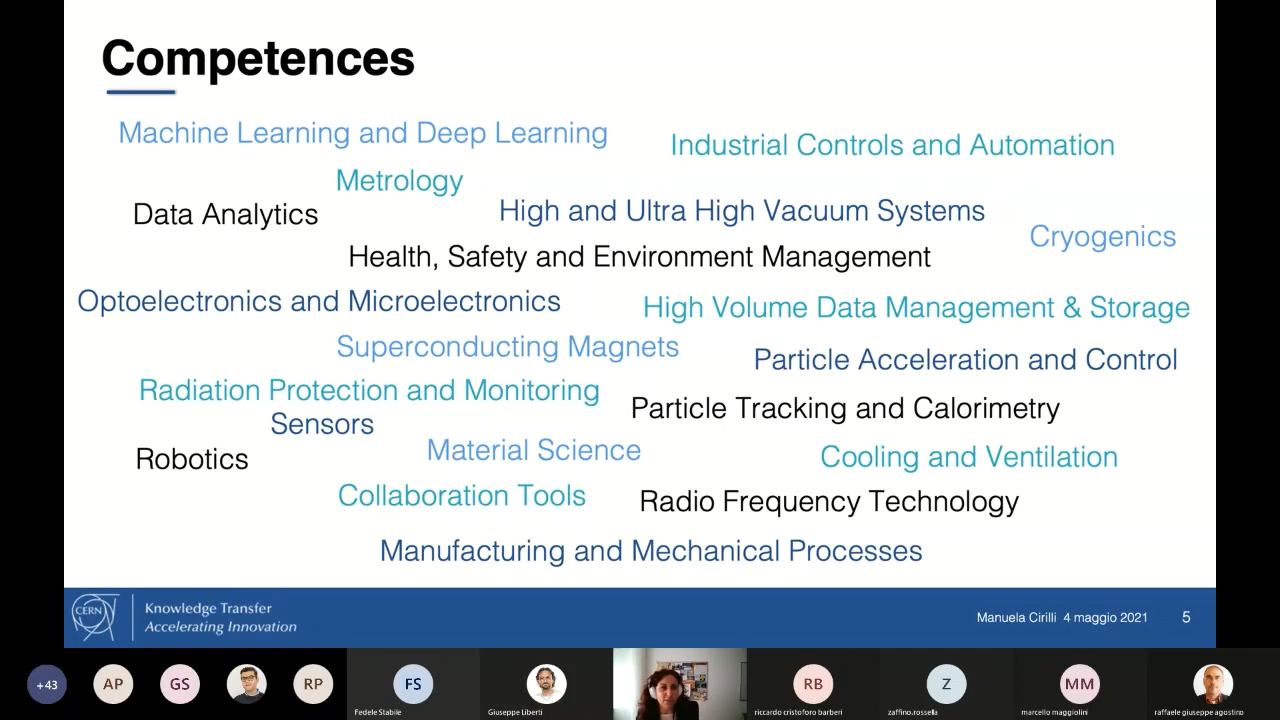 Competences
Machine Learning and Deep Learning
Industrial Controls and Automation
Metrology
Data Analytics
High and Ultra High Vacuum Systems
Cryogenics
Health, Safety and Environment Management
Optoelectronics and Microelectronics
High Volume Data Management & Storage
Superconducting Magnets
Particle Acceleration and Control
Radiation Protection and Monitoring
Particle Tracking and Calorimetry
Sensors
Material Science
Robotics
Cooling and Ventilation
Collaboration Tools
Radio Frequency Technology
Manufacturing and Mechanical Processes
CERN
Knowledge Transfer
Accelerating Innovation
Manuela Cirilli 4 maggio 2021
5
+43
AP
GS
RP
FS
RB
Z
MM
Fedele Stabile
Giuseppe Liberti
riccardo cristoforo barberi
zaffino.rossella
marcello maggiolini
raffaele giuseppe agostino